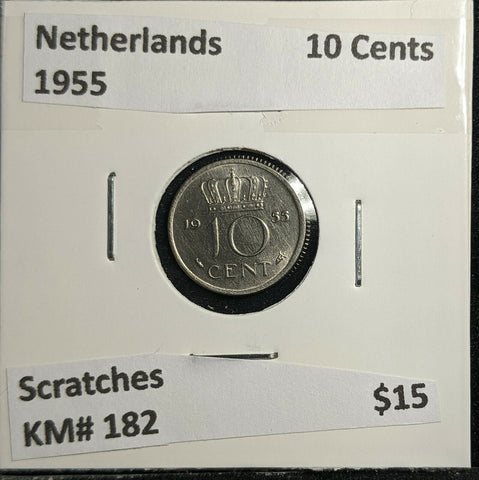 Netherlands 10 Cents
1955
19 55
10
CENT
Scratches
KM# 182 $15